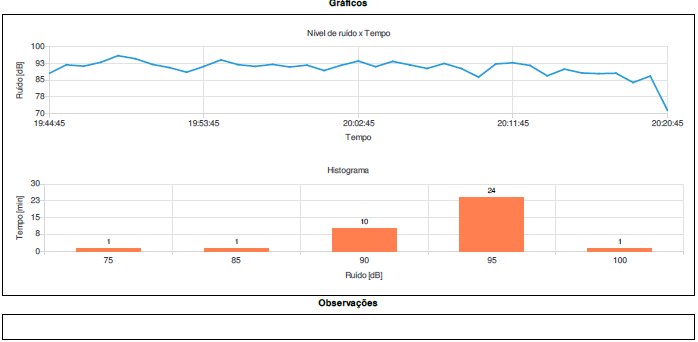 Gráficos
Nível de ruído x Tempo
Ruído [dB]
100
93
85
78
70
19:44:45 19:53:45 20:02:45 20:11:45 20:20:45
Tempo
Histograma
Tempo [min]
30
23
15
8
0
1 1 10 24 1
75 85 90 95 100
Ruído [dB]
Observações